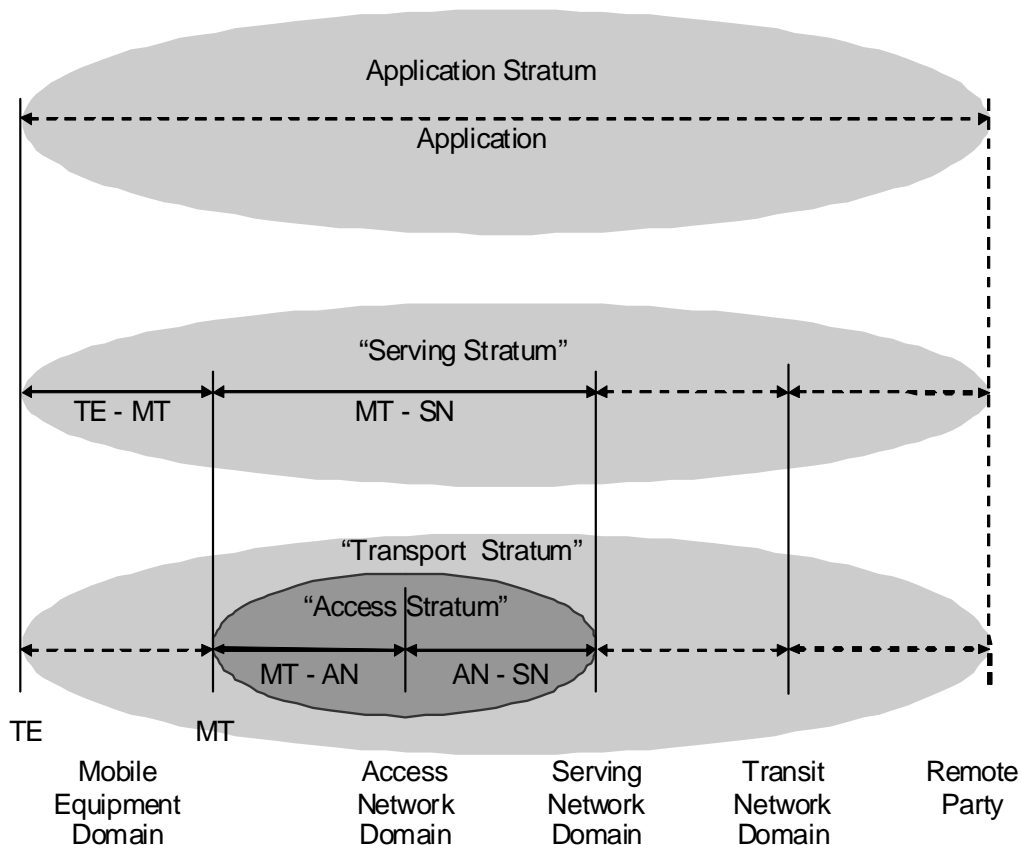 Application Stratum
Application
“Serving Stratum”
TE - MT
MT - SN
“Transport Stratum”
“Access Stratum”
MT - AN
AN - SN
TE
MT
Mobile
Equipment
Domain
Access
Network
Domain
Serving
Network
Domain
Transit
Network
Domain
Remote
Party